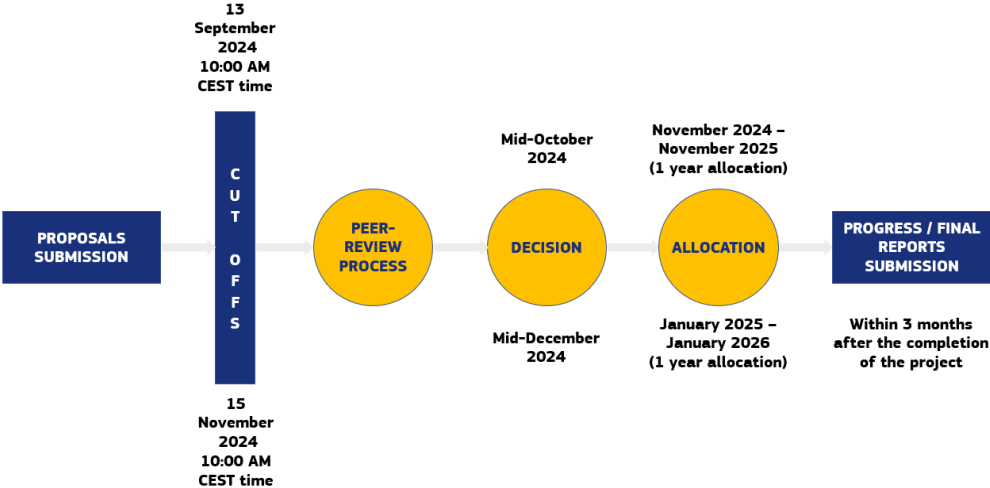 13
September
2024
10:00 AM
CEST time
CUT OFFS
15
November
2024
10:00 AM
CEST time
PROPOSALS
SUBMISSION
PEER-
REVIEW
PROCESS
Mid-October
2024
DECISION
Mid-December
2024
November 2024 –
November 2025
(1 year allocation)
ALLOCATION
January 2025 –
January 2026
(1 year allocation)
PROGRESS / FINAL
REPORTS
SUBMISSION
Within 3 months
after the completion
of the project